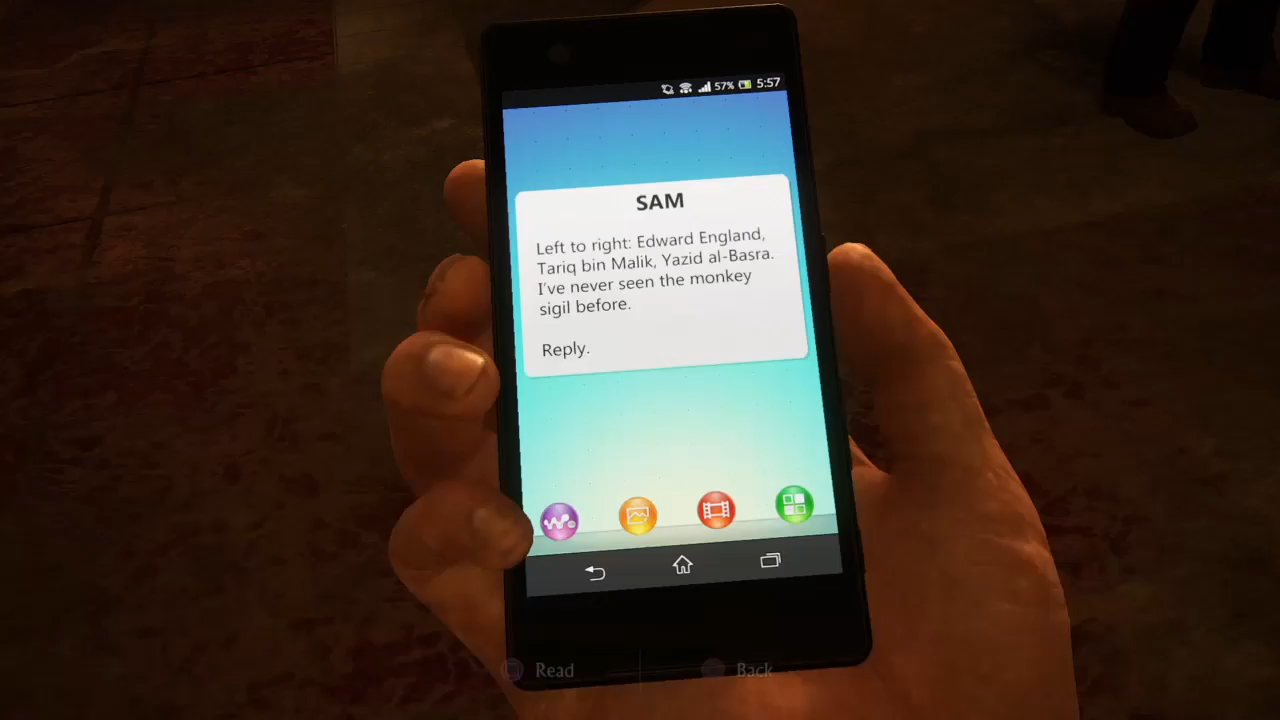 57% 5:57
SAM
Left to right: Edward England,
Tariq bin Malik, Yazid al-Basra.
I've never seen the monkey
sigil before.
Reply.
Read Back